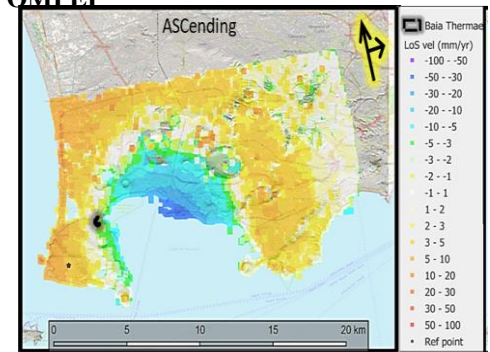 OMPEI
ASCending
Baia Thermae
LoS vel (mm/yr)
-100 - -50
-50 - -30
-30 - -20
-20 - -10
-10 - -5
-5 - -3
-3 - -2
-2 - -1
-1 - 1
1 - 2
2 - 3
3 - 5
5 - 10
10 - 20
20 - 30
30 - 50
50 - 100
Ref point
0 5 10 15 20 km